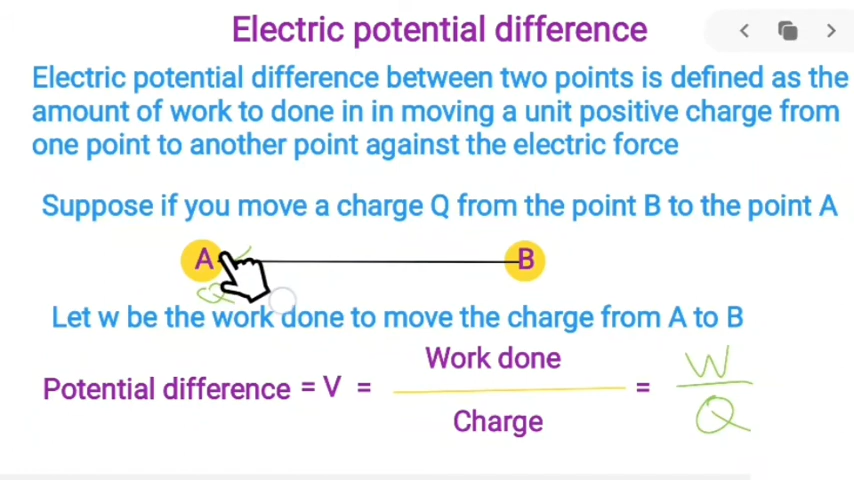 Electric potential difference
Electric potential difference between two points is defined as the
amount of work to done in in moving a unit positive charge from
one point to another point against the electric force
Suppose if you move a charge Q from the point B to the point A
A B
Q
Let w be the work done to move the charge from A to B
Potential difference = V = Work done / Charge = W / Q